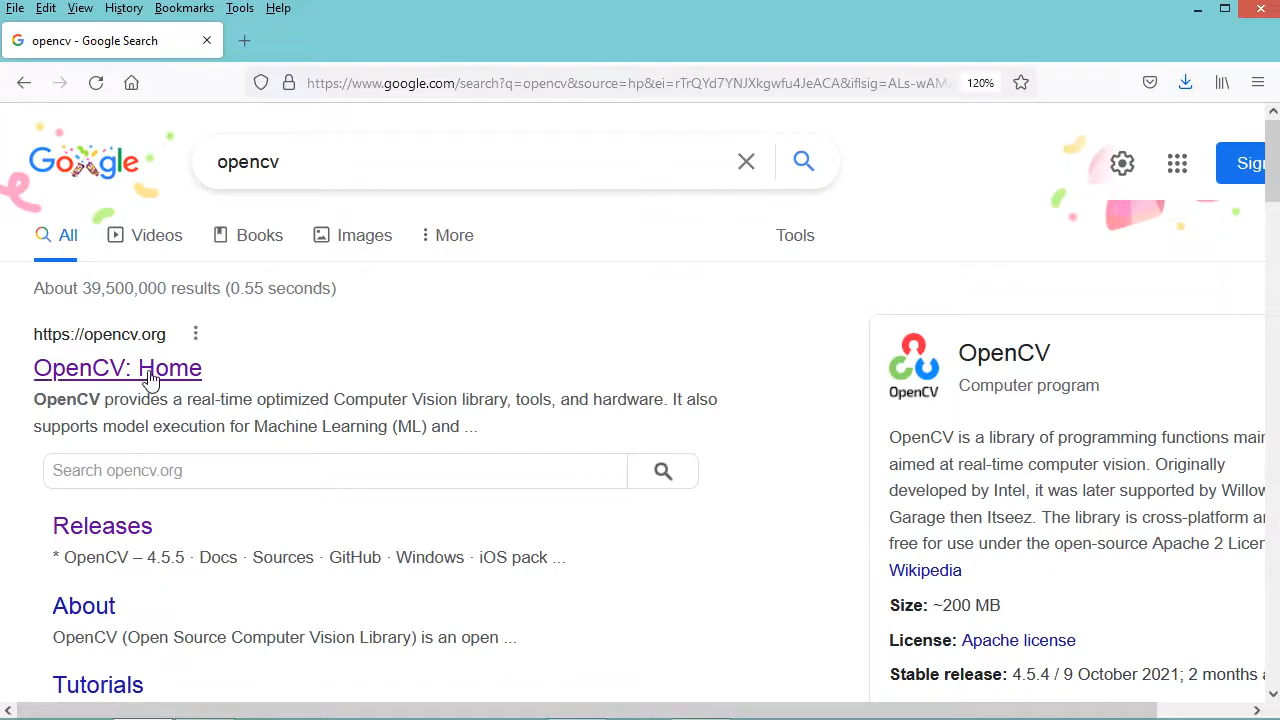 File Edit View History Bookmarks Tools Help
opencv - Google Search
https://www.google.com/search?q=opencv&source=hp&ei=rTrQYd7YNJXkgwfu4JeACA&iflsig=ALs-wAM
120%
Google
opencv
Sign
All Videos Books Images More Tools
About 39,500,000 results (0.55 seconds)
https://opencv.org
OpenCV: Home
OpenCV provides a real-time optimized Computer Vision library, tools, and hardware. It also
supports model execution for Machine Learning (ML) and ...
Search opencv.org
Releases
* OpenCV – 4.5.5 · Docs · Sources · GitHub · Windows · iOS pack ...
About
OpenCV (Open Source Computer Vision Library) is an open ...
Tutorials
OpenCV
OpenCV
Computer program
OpenCV is a library of programming functions main
aimed at real-time computer vision. Originally
developed by Intel, it was later supported by Willow
Garage then Itseez. The library is cross-platform an
free for use under the open-source Apache 2 Licen
Wikipedia
Size: ~200 MB
License: Apache license
Stable release: 4.5.4 / 9 October 2021; 2 months a